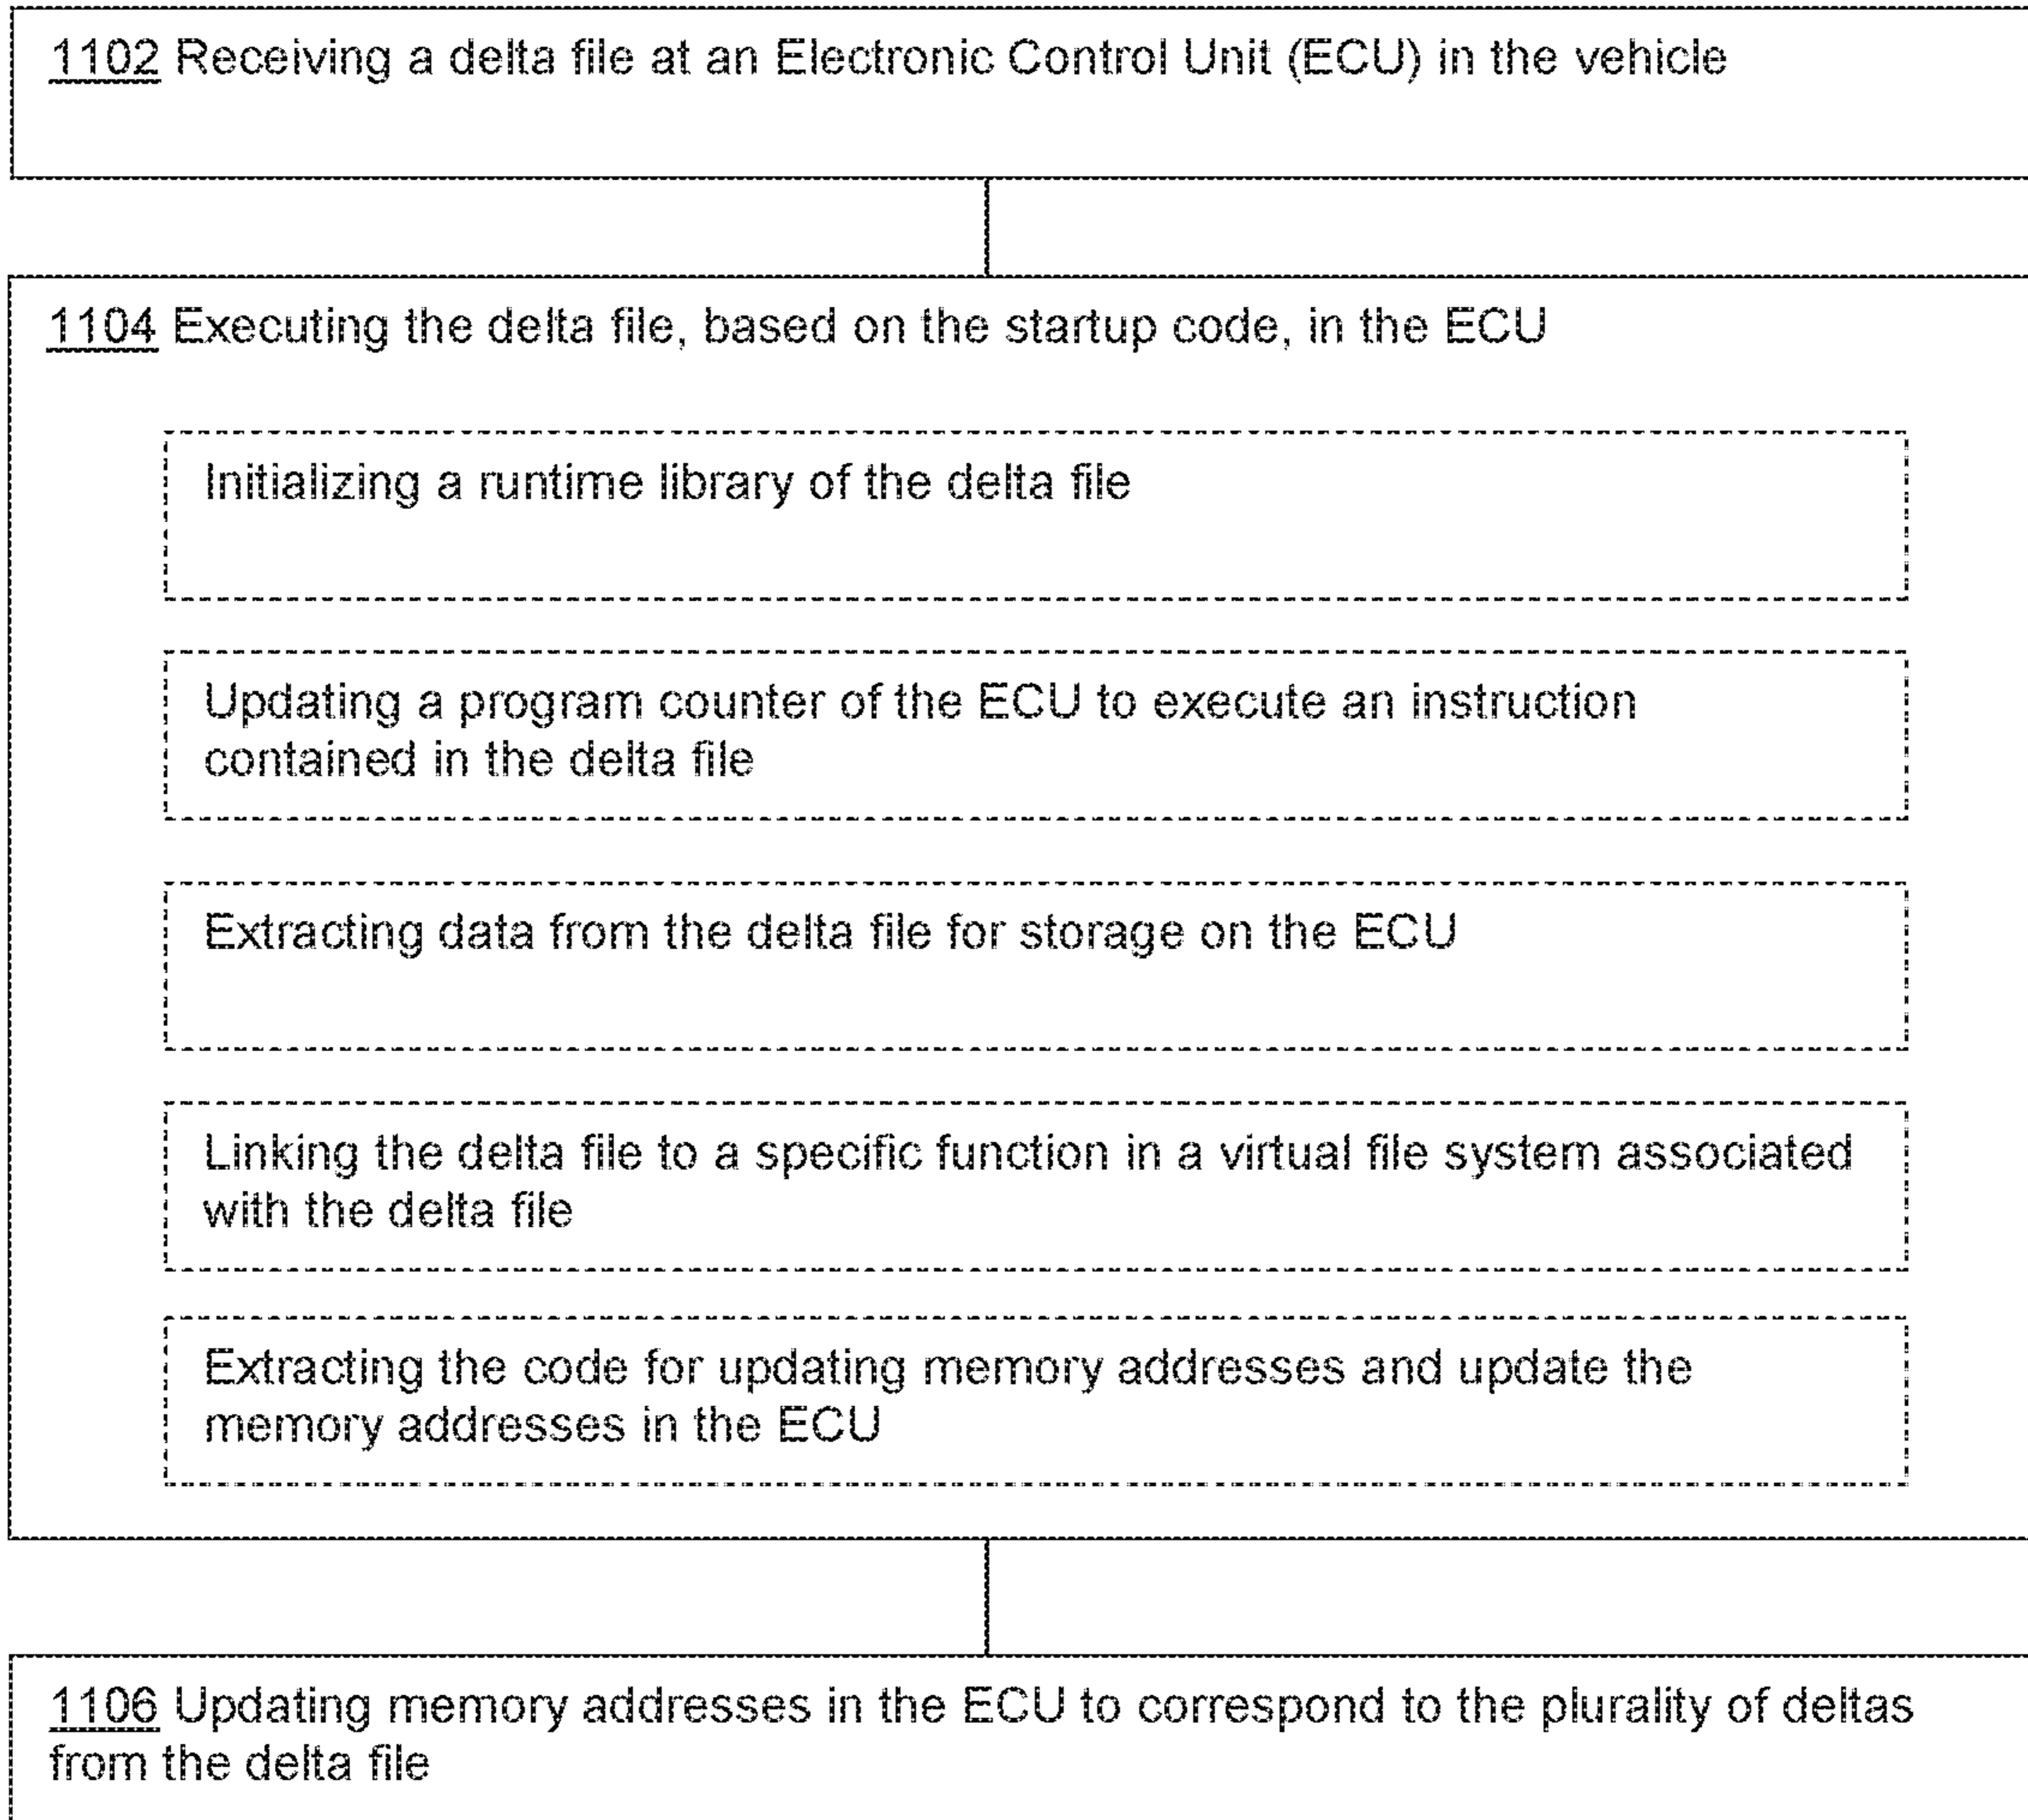 1102 Receiving a delta file at an Electronic Control Unit (ECU) in the vehicle
1104 Executing the delta file, based on the startup code, in the ECU
Initializing a runtime library of the delta file
Updating a program counter of the ECU to execute an instruction
contained in the delta file
Extracting data from the delta file for storage on the ECU
Linking the delta file to a specific function in a virtual file system associated
with the delta file
Extracting the code for updating memory addresses and update the
memory addresses in the ECU
1106 Updating memory addresses in the ECU to correspond to the plurality of deltas
from the delta file